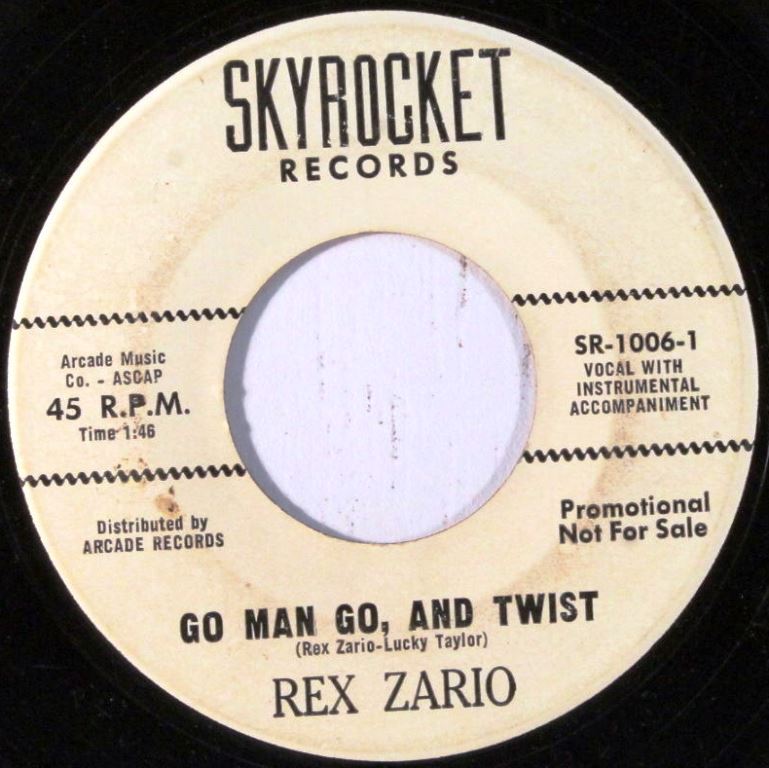 SKYROCKET
RECORDS
Arcade Music
Co. - ASCAP
45 R.P.M.
Time 1:46
SR-1006-1
VOCAL WITH
INSTRUMENTAL
ACCOMPANIMENT
Distributed by
ARCADE RECORDS
Promotional
Not For Sale
GO MAN GO, AND TWIST
(Rex Zario-Lucky Taylor)
REX ZARIO